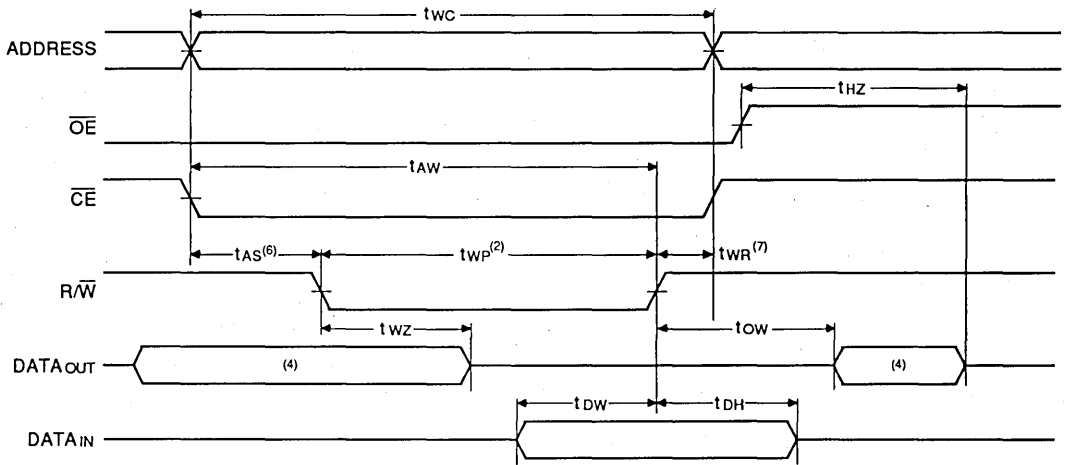 tWC
ADDRESS
tHZ
OE
tAW
CE
tAS(6)
tWP(2)
tWR(7)
R/W
tWZ
tOW
DATAOUT
(4)
(4)
tDW
tDH
DATAIN